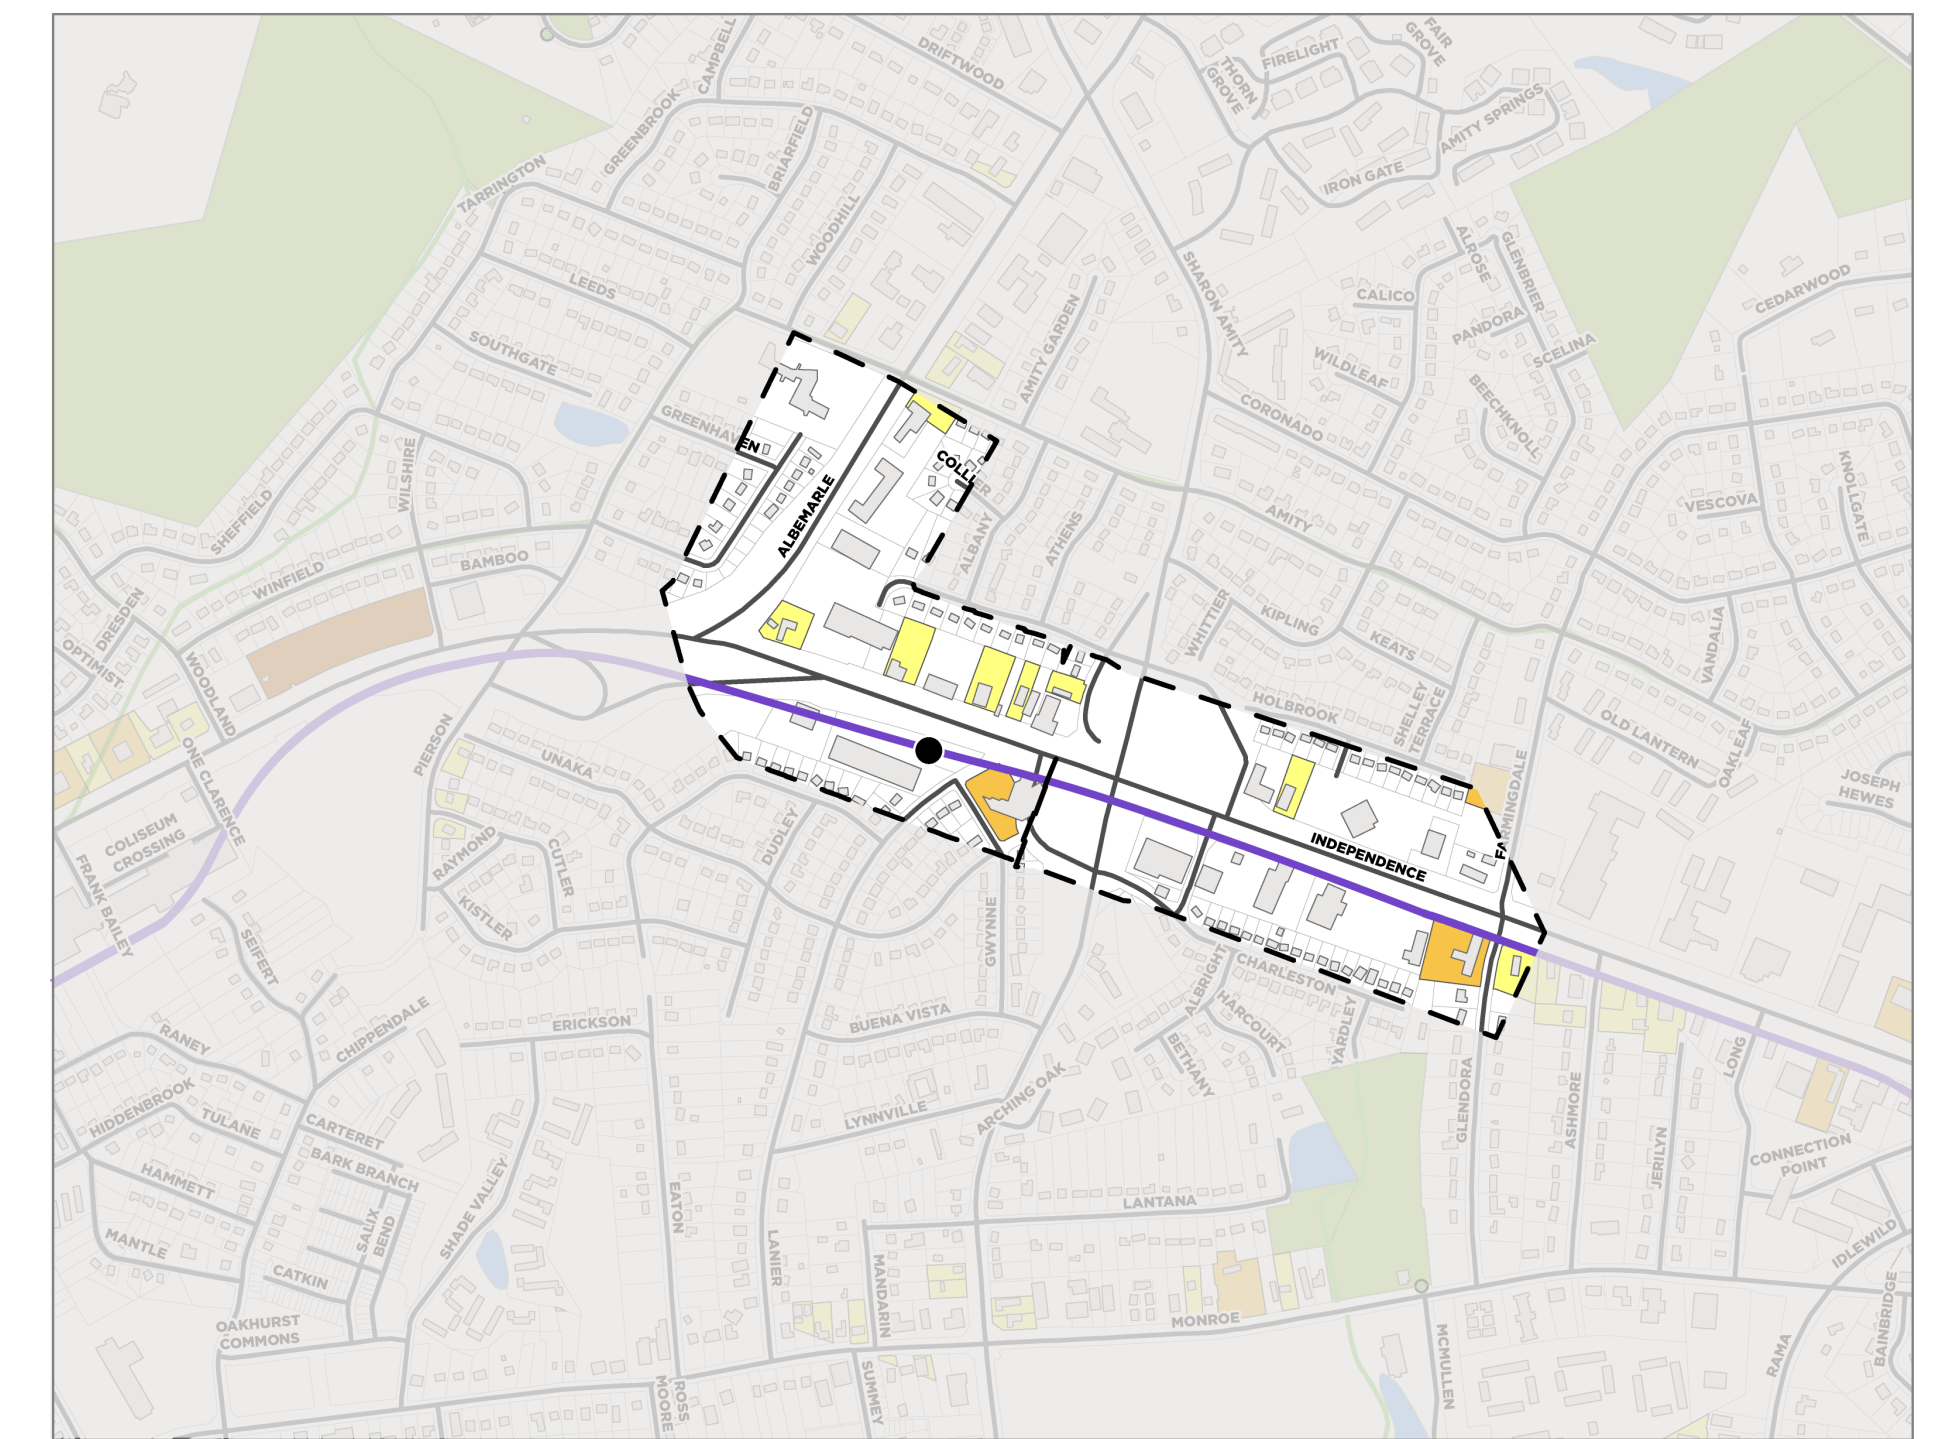 CAMPBELL
DRIFTWOOD
FAIR
GROVE
FIRELIGHT
THORN
GROVE
GREENBROOK
BRIARFIELD
AMITY SPRINGS
TARRINGTON
IRON GATE
WOODHILL
ALROSE
GLENBRIER
SHARON AMITY
LEEDS
CALICO
CEDARWOOD
AMITY GARDEN
PANDORA
SOUTHGATE
SCELINA
WILDLEAF
BEECHKNOLL
CORONADO
GREENHAVEN
WILSHIRE
COLLIER
KNOLLGATE
ALBEMARLE
VESCOVA
AMITY
SHEFFIELD
ALBANY
ATHENS
BAMBOO
WINFIELD
DRESDEN
WHITTIER
KIPLING
KEATS
VANDALIA
OPTIMIST
WOODLAND
HOLBROOK
SHELLEY
TERRACE
OLD LANTERN
OAKLEAF
PIERSON
ONE CLARENCE
UNAKA
JOSEPH
HEWES
FARMINGDALE
COLISEUM
CROSSING
DUDLEY
INDEPENDENCE
RAYMOND
CUTLER
FRANK BAILEY
KISTLER
GWYNNE
SEIFERT
ALBRIGHT
CHARLESTON
BUENA VISTA
HARCOURT
YARDLEY
ERICKSON
CHIPPENDALE
RANEY
BETHANY
LONG
GLENDORA
ASHMORE
ARCHING OAK
HIDDENBROOK
TULANE
LYNNVILLE
CARTERET
JERILYN
CONNECTION
POINT
BARK BRANCH
HAMMETT
SHADE VALLEY
EATON
LANTANA
SALIX
BEND
MANTLE
LANIER
IDLEWILD
CATKIN
MANDARIN
OAKHURST
COMMONS
MONROE
BAINBRIDGE
MCMULLEN
RAMA
ROSS
MOORE
SUMMEY